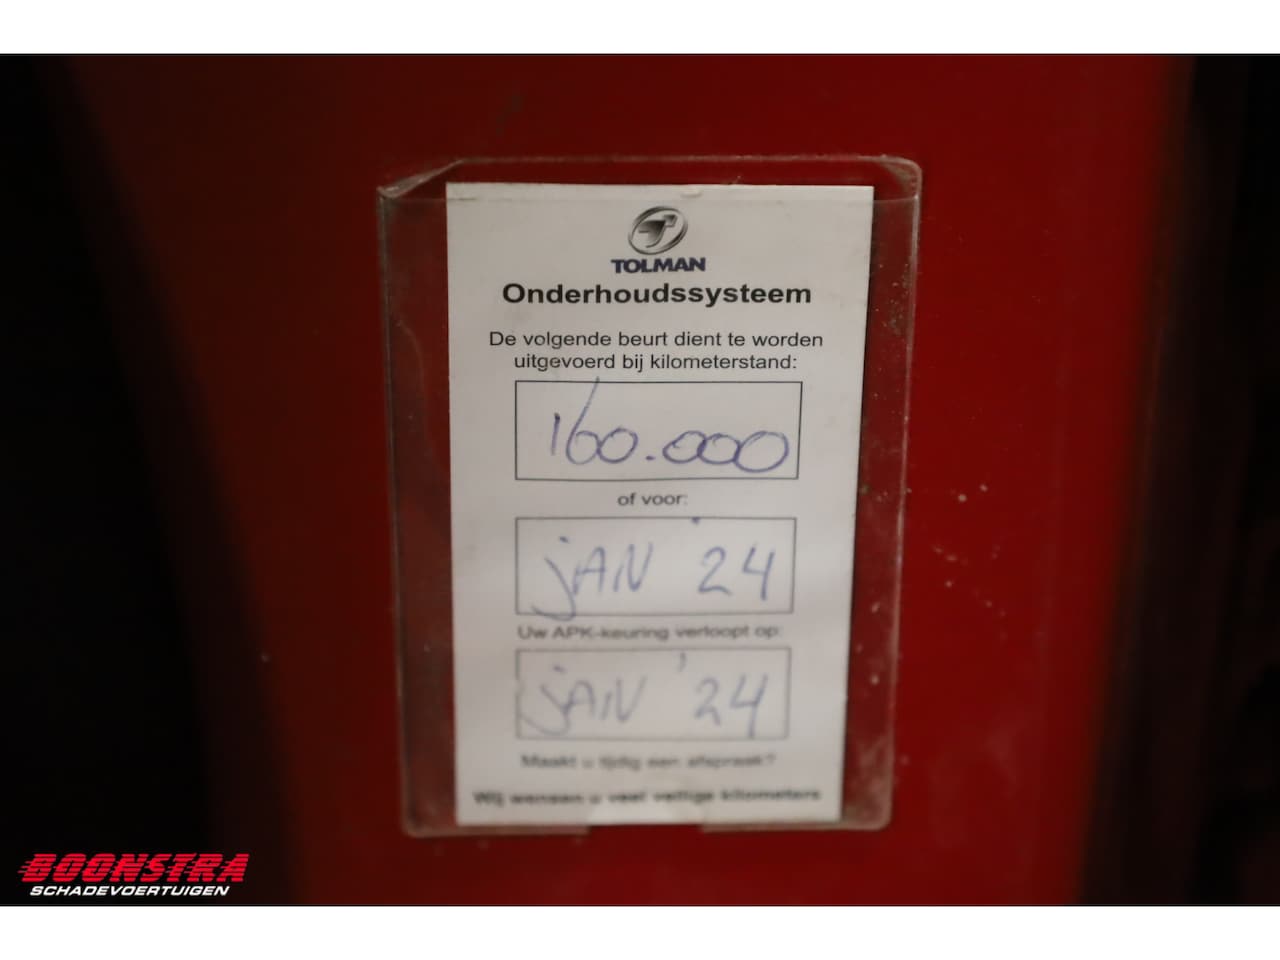 TOLMAN
Onderhoudssysteem
De volgende beurt dient te worden
uitgevoerd bij kilometerstand:
160.000
of voor:
jAN '24
Uw APK-keuring verloopt op:
jAN '24
Maakt u tijdig een afspraak?
Wij wensen u veel veilige kilometers
BOONSTRA
SCHADEVOERTUIGEN